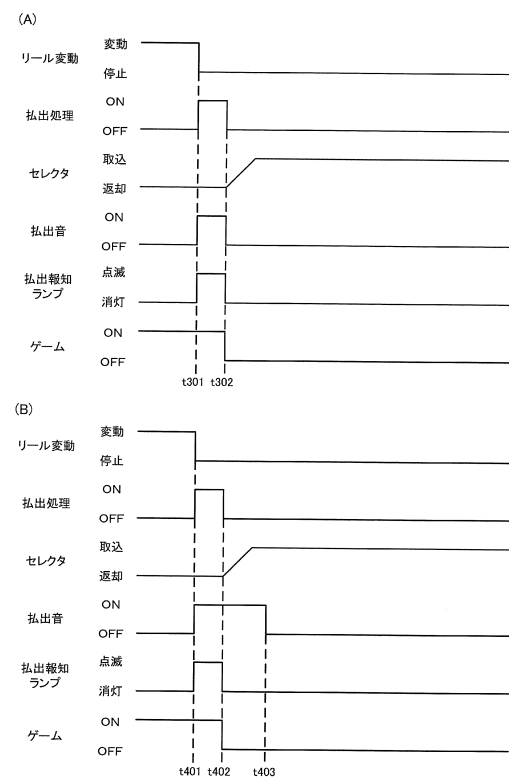 (A)
リール変動
変動
停止
払出処理
ON
OFF
セレクタ
取込
返却
払出音
ON
OFF
払出報知
ランプ
点滅
消灯
ゲーム
ON
OFF
t301 t302
(B)
リール変動
変動
停止
払出処理
ON
OFF
セレクタ
取込
返却
払出音
ON
OFF
払出報知
ランプ
点滅
消灯
ゲーム
ON
OFF
t401 t402 t403